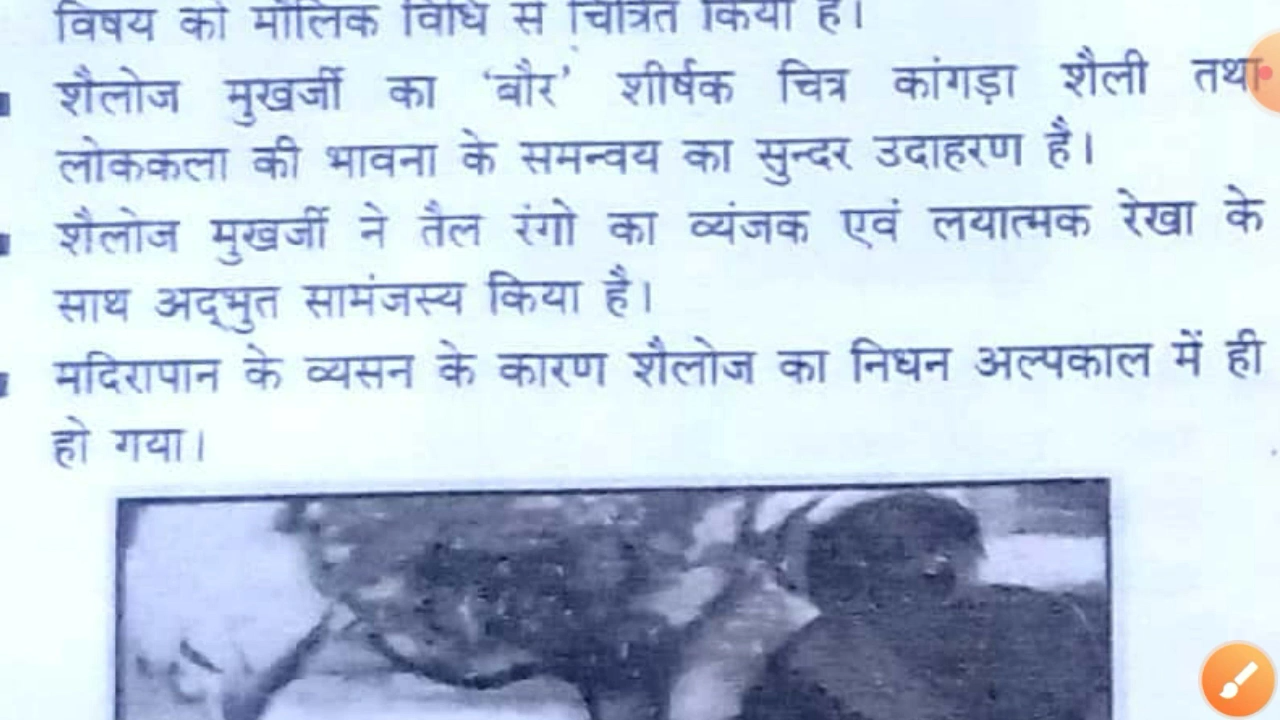 विषय को मौलिक विधि से चित्रित किया है।
शैलोज मुखर्जी का 'बौर' शीर्षक चित्र कांगड़ा शैली तथा
लोककला की भावना के समन्वय का सुन्दर उदाहरण है।
शैलोज मुखर्जी ने तैल रंगो का व्यंजक एवं लयात्मक रेखा के
साथ अद्‌भुत सामंजस्य किया है।
मदिरापान के व्यसन के कारण शैलोज का निधन अल्पकाल में ही
हो गया।